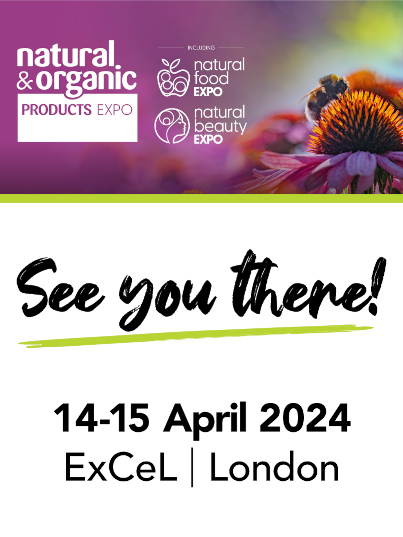 natural
& organic
PRODUCTS EXPO
INCLUDING
natural
food
EXPO
natural
beauty
EXPO
See you there!
14-15 April 2024
ExCeL | London